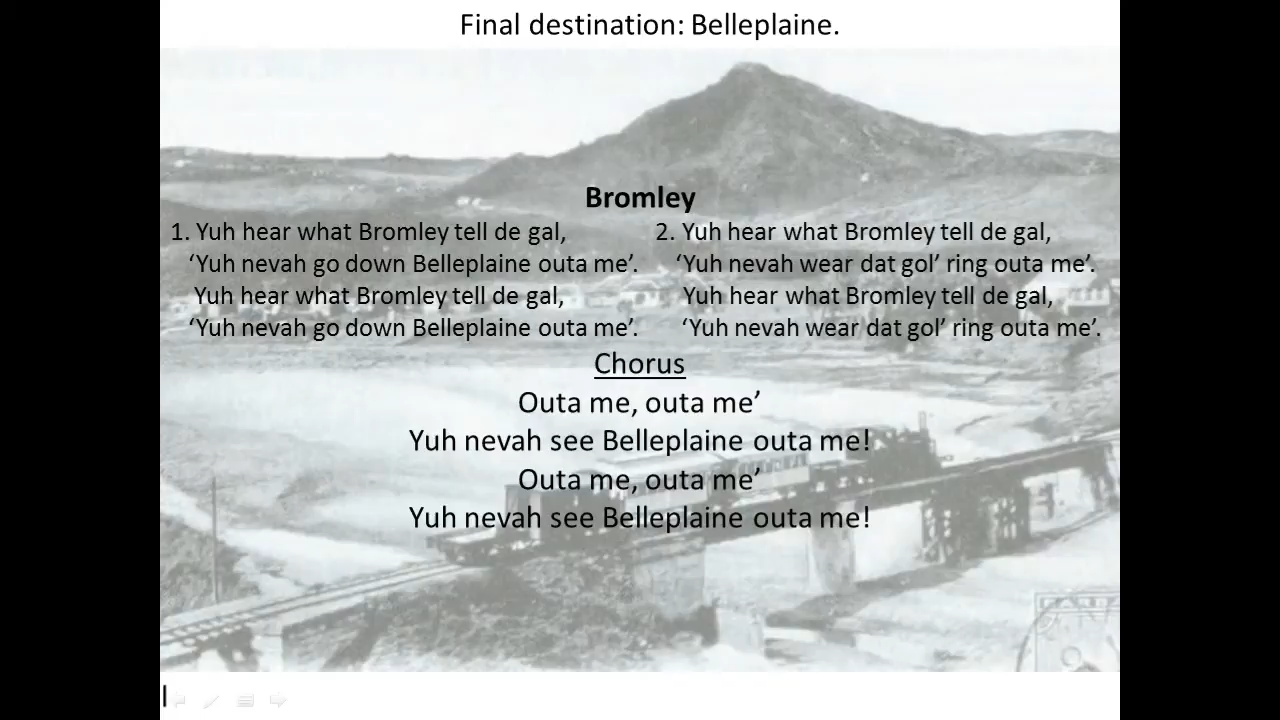 Final destination: Belleplaine.
Bromley
1. Yuh hear what Bromley tell de gal,
‘Yuh nevah go down Belleplaine outa me’.
Yuh hear what Bromley tell de gal,
‘Yuh nevah go down Belleplaine outa me’.
2. Yuh hear what Bromley tell de gal,
‘Yuh nevah wear dat gol’ ring outa me’.
Yuh hear what Bromley tell de gal,
‘Yuh nevah wear dat gol’ ring outa me’.
Chorus
Outa me, outa me’
Yuh nevah see Belleplaine outa me!
Outa me, outa me’
Yuh nevah see Belleplaine outa me!